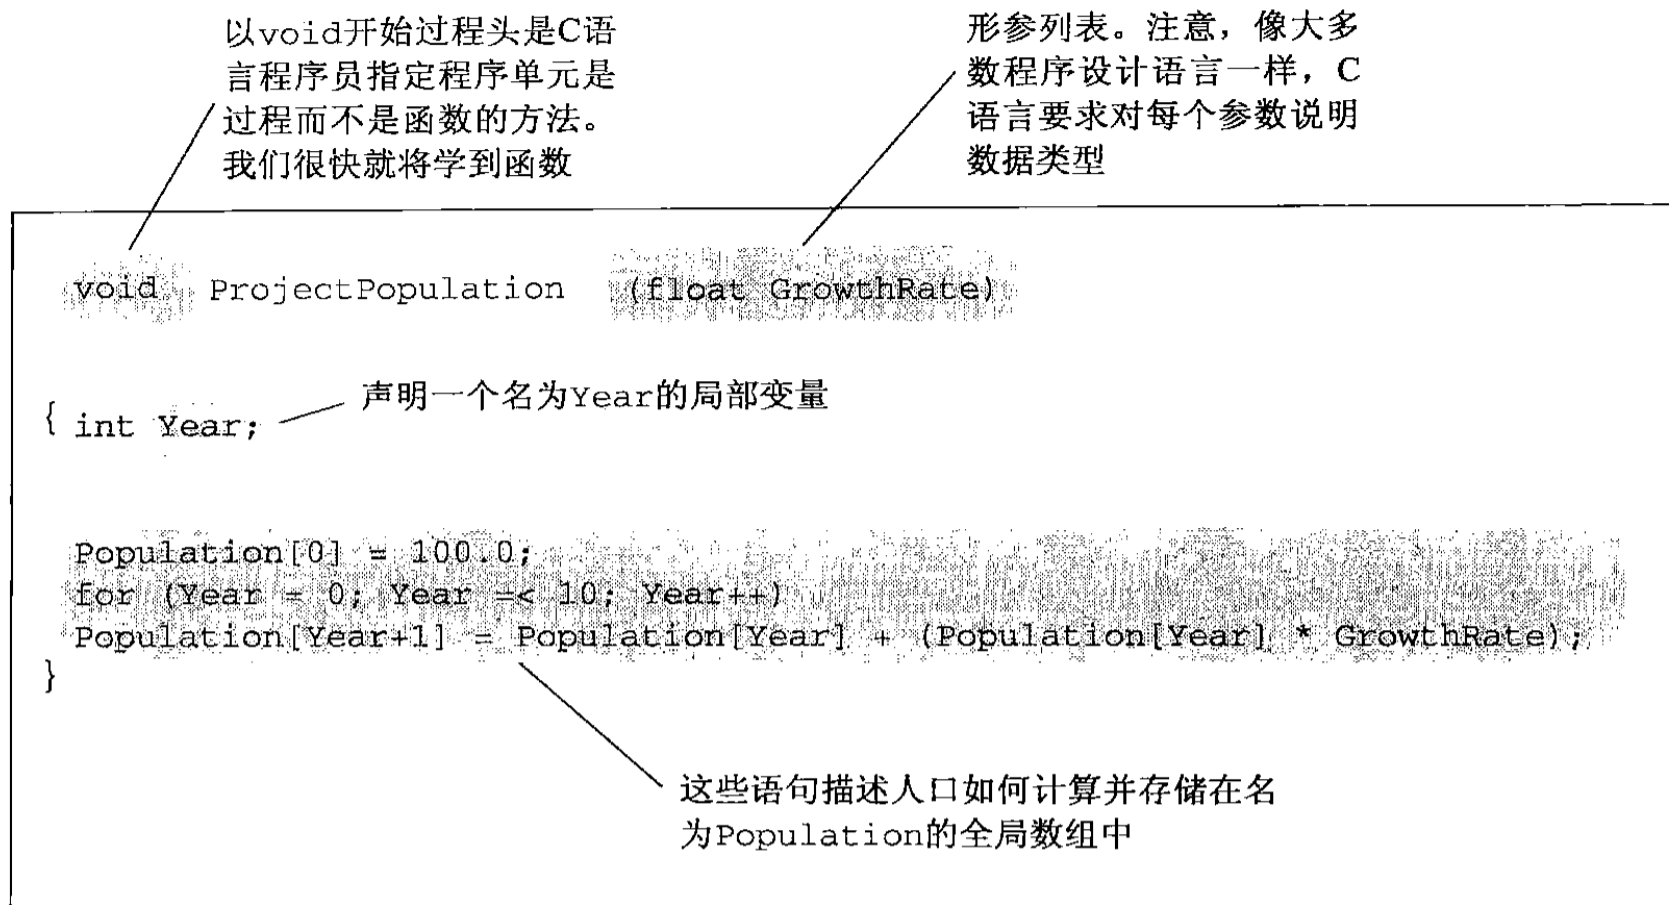 以void开始过程头是C语
言程序员指定程序单元是
过程而不是函数的方法。
我们很快就将学到函数
形参列表。注意，像大多
数程序设计语言一样，C
语言要求对每个参数说明
数据类型
void ProjectPopulation (float GrowthRate)
声明一个名为Year的局部变量
{ int Year;
Population[0] = 100.0;
for (Year = 0; Year =< 10; Year++)
Population[Year+1] = Population[Year] + (Population[Year] * GrowthRate);
}
这些语句描述人口如何计算并存储在名
为Population的全局数组中